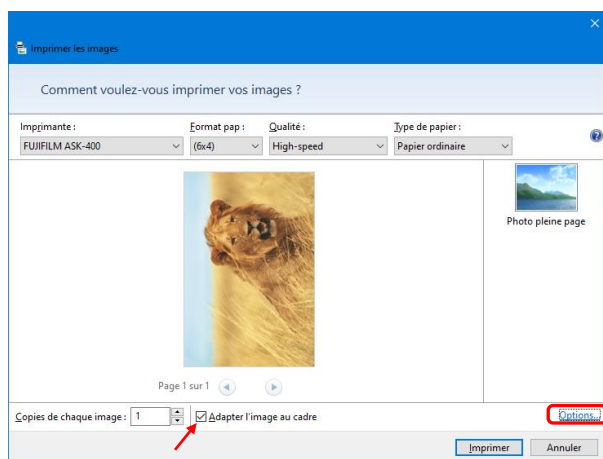 Imprimer les images
Comment voulez-vous imprimer vos images ?
Imprimante : Format pap : Qualité : Type de papier :
FUJIFILM ASK-400 (6x4) High-speed Papier ordinaire
Photo pleine page
Page 1 sur 1
Copies de chaque image : 1 Adapter l'image au cadre Options...
Imprimer Annuler